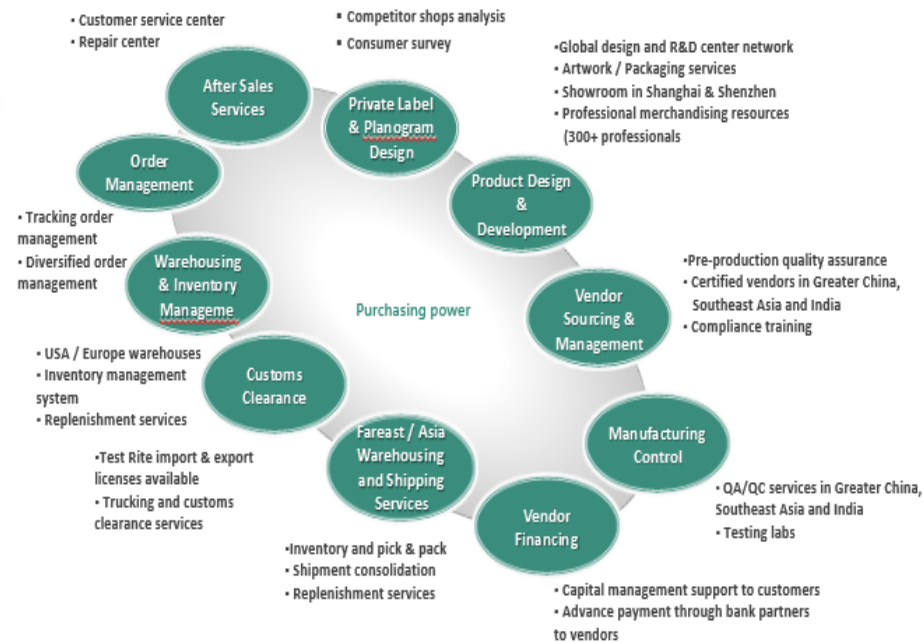 ▪ Customer service center
▪ Repair center
▪ Competitor shops analysis
▪ Consumer survey
▪Global design and R&D center network
▪ Artwork / Packaging services
▪ Showroom in Shanghai & Shenzhen
▪ Professional merchandising resources
(300+ professionals
After Sales
Services
Private Label
& Planogram
Design
Order
Management
Product Design
&
Development
▪ Tracking order
management
▪ Diversified order
management
Warehousing
& Inventory
Manageme
Purchasing power
Vendor
Sourcing &
Management
▪Pre-production quality assurance
▪ Certified vendors in Greater China,
Southeast Asia and India
▪ Compliance training
▪ USA / Europe warehouses
▪ Inventory management
system
▪ Replenishment services
Customs
Clearance
Manufacturing
Control
▪Test Rite import & export
licenses available
▪ Trucking and customs
clearance services
Fareast / Asia
Warehousing
and Shipping
Services
▪ QA/QC services in Greater China,
Southeast Asia and India
▪ Testing labs
Vendor
Financing
▪Inventory and pick & pack
▪ Shipment consolidation
▪ Replenishment services
▪ Capital management support to customers
▪ Advance payment through bank partners
to vendors